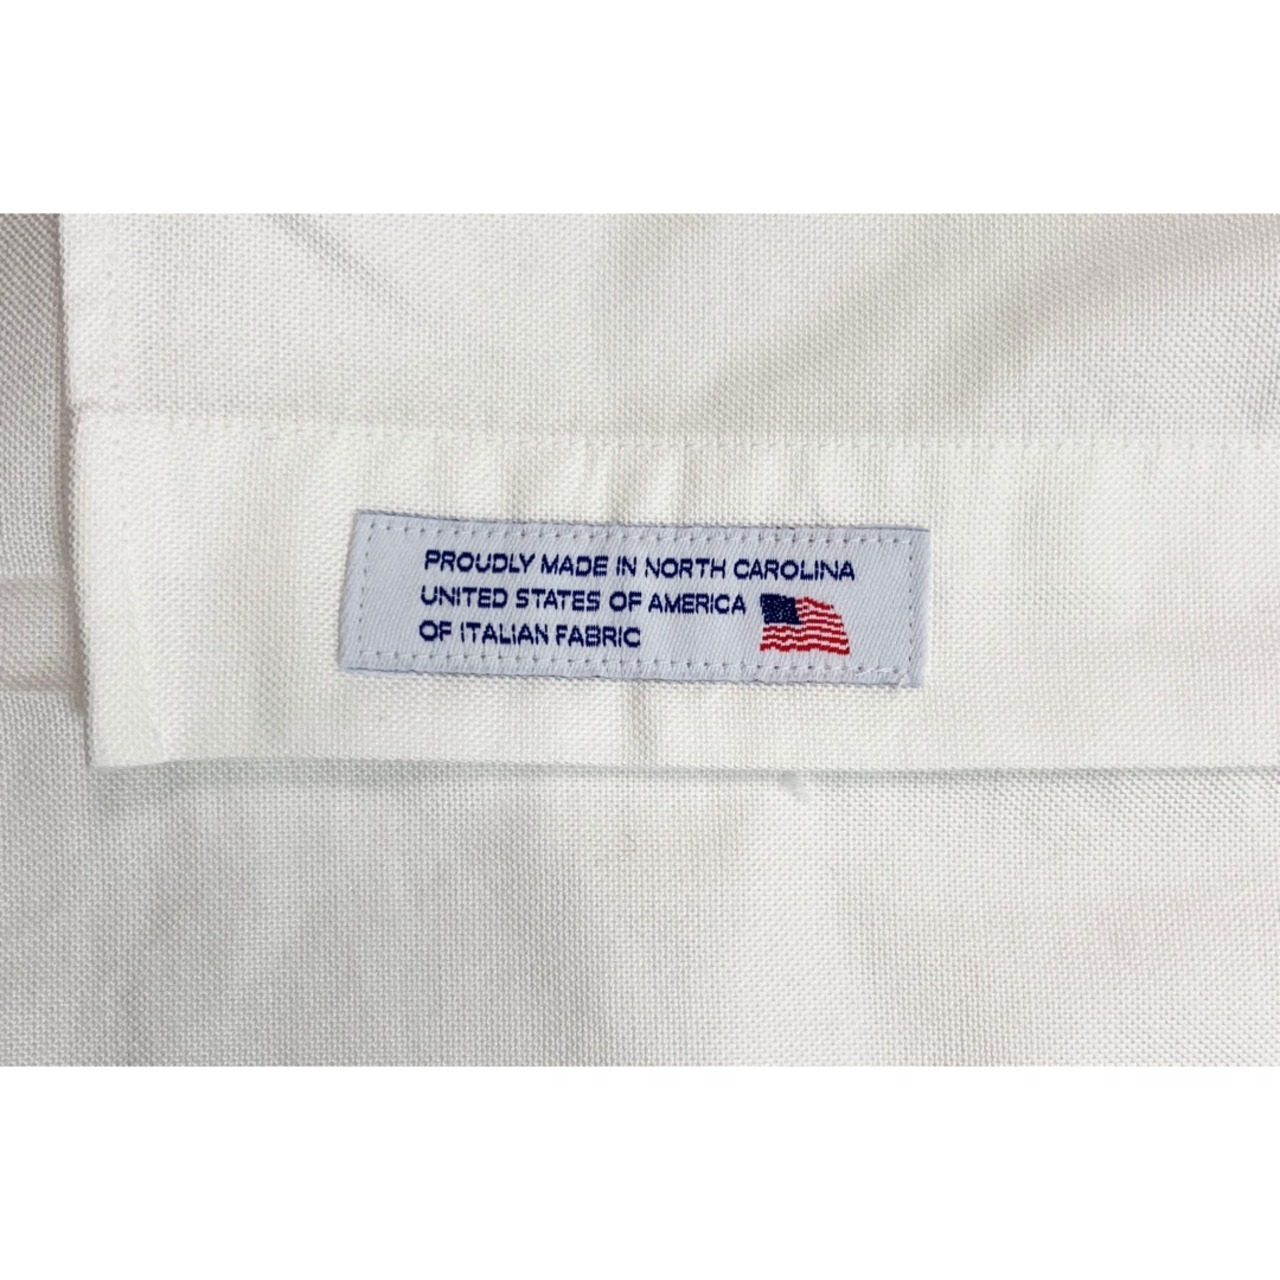 PROUDLY MADE IN NORTH CAROLINA
UNITED STATES OF AMERICA
OF ITALIAN FABRIC